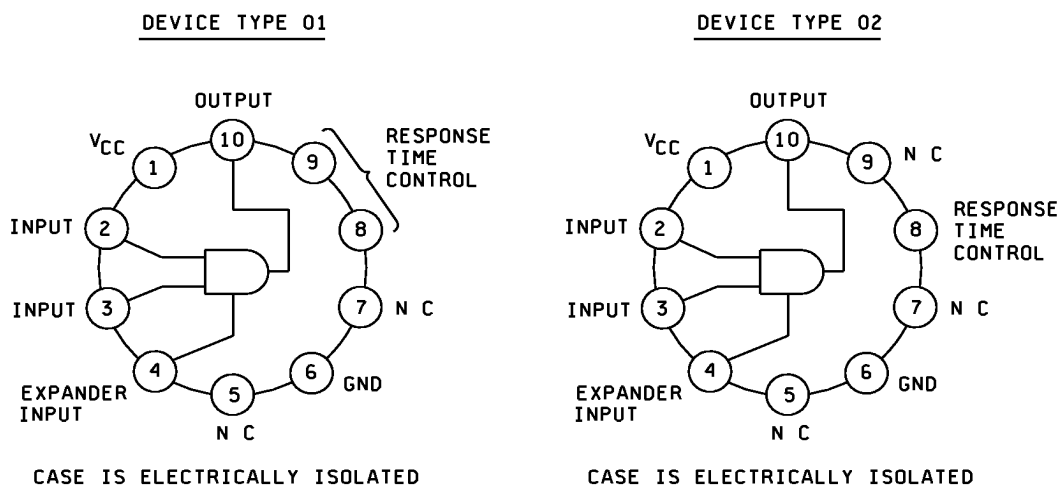 DEVICE TYPE 01
OUTPUT
VCC
10
RESPONSE
TIME
CONTROL
1
9
INPUT
2
8
INPUT
3
7
N C
4
6
EXPANDER
INPUT
5
GND
N C
CASE IS ELECTRICALLY ISOLATED
DEVICE TYPE 02
OUTPUT
VCC
10
1
9
N C
INPUT
2
8
RESPONSE
TIME
CONTROL
INPUT
3
7
N C
4
6
EXPANDER
INPUT
5
GND
N C
CASE IS ELECTRICALLY ISOLATED